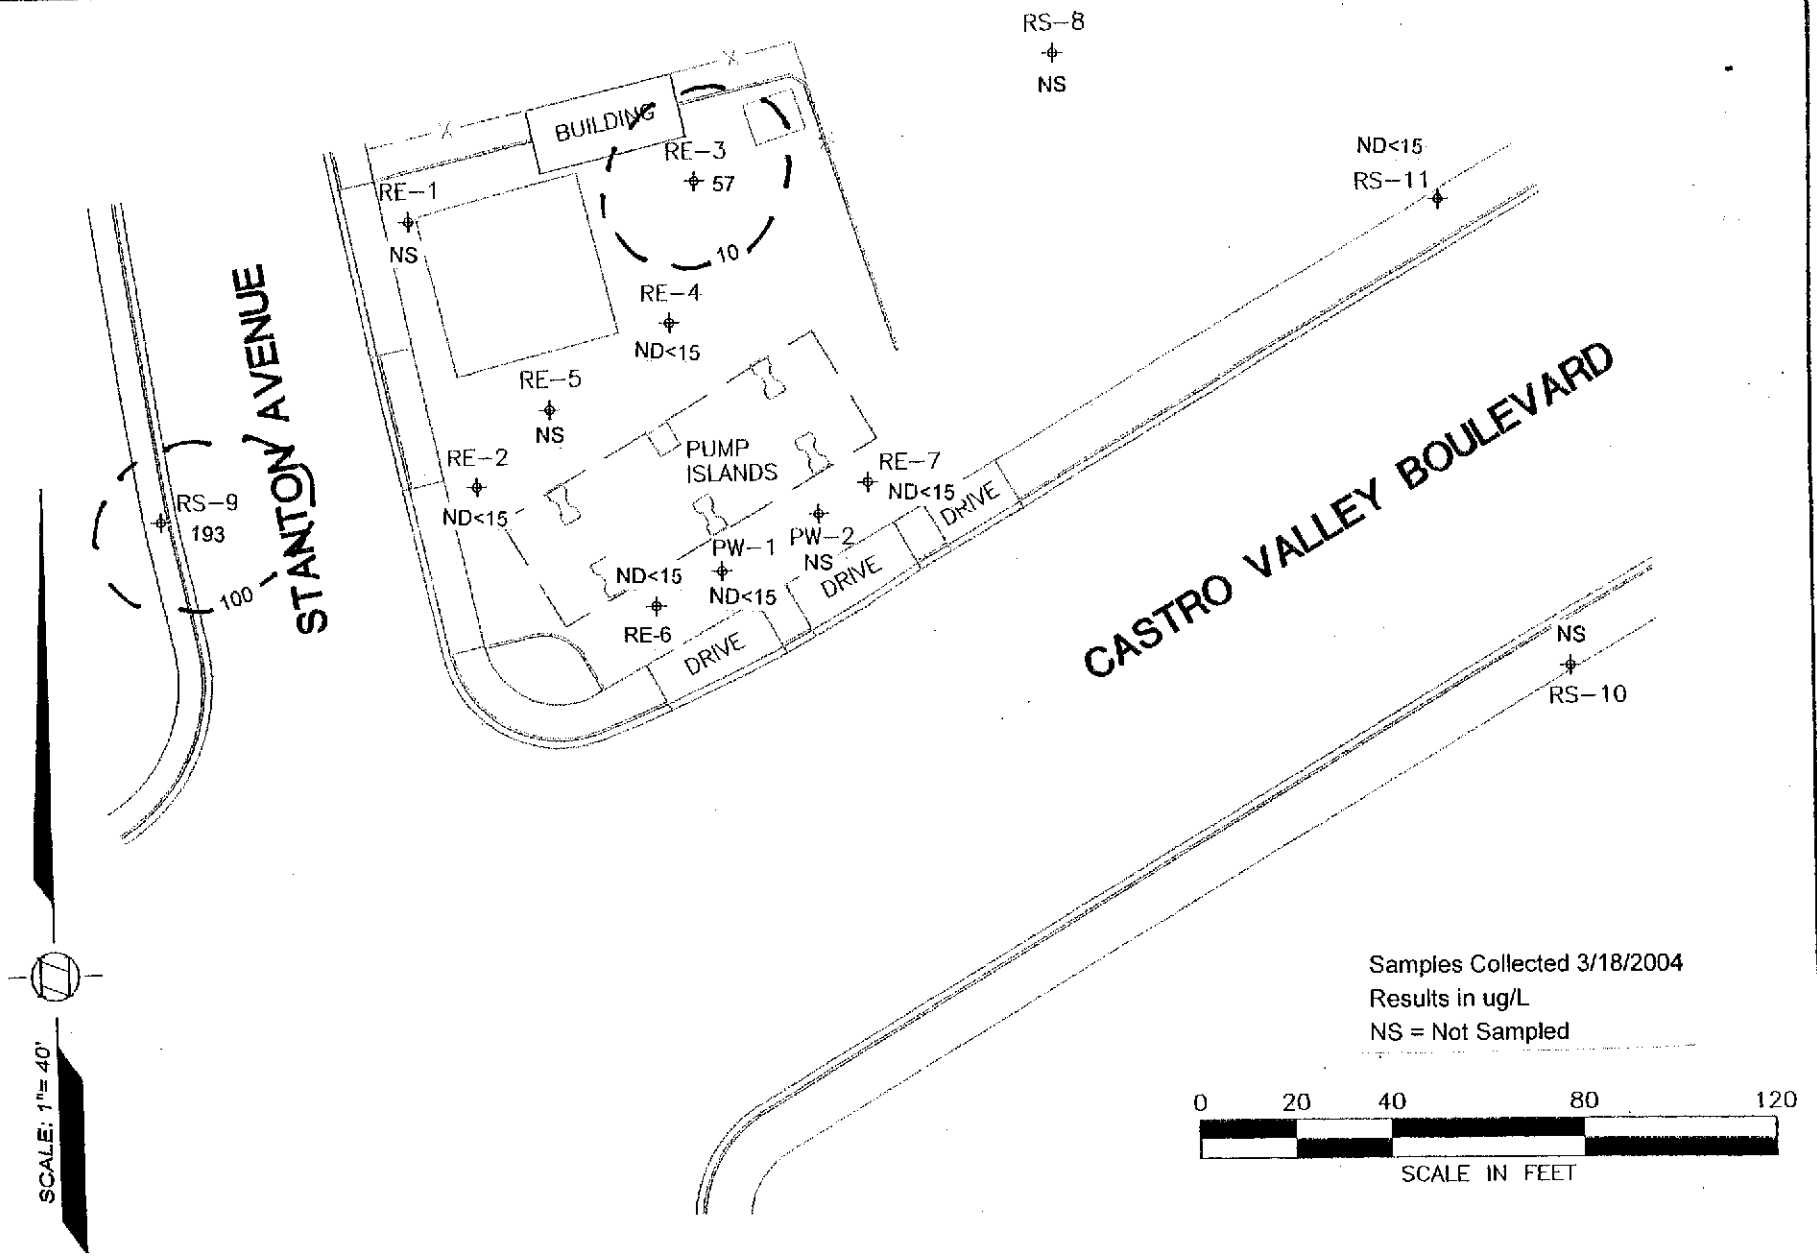 RS-8
NS
BUILDING
RE-3
57
10
RE-1
NS
ND<15
RS-11
RE-4
ND<15
RE-5
NS
RE-2
ND<15
PUMP
ISLANDS
RE-7
ND<15
DRIVE
PW-2
NS
DRIVE
PW-1
ND<15
ND<15
RE-6
DRIVE
RS-9
193
100
STANTON AVENUE
CASTRO VALLEY BOULEVARD
NS
RS-10
Samples Collected 3/18/2004
Results in ug/L
NS = Not Sampled
0 20 40 80 120
SCALE IN FEET
SCALE: 1"= 40'